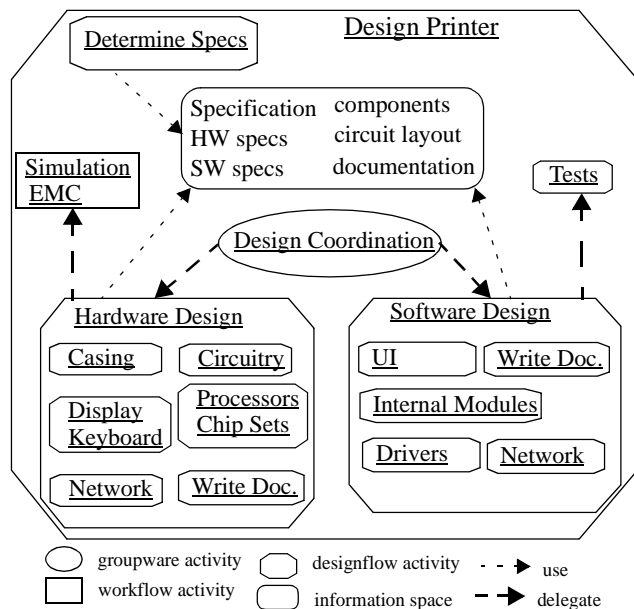 Design Printer
Determine Specs
Specification components
HW specs circuit layout
SW specs documentation
Simulation
EMC
Tests
Design Coordination
Hardware Design
Casing Circuitry
Display
Keyboard
Processors
Chip Sets
Network Write Doc.
Software Design
UI Write Doc.
Internal Modules
Drivers Network
groupware activity designflow activity use
workflow activity information space delegate